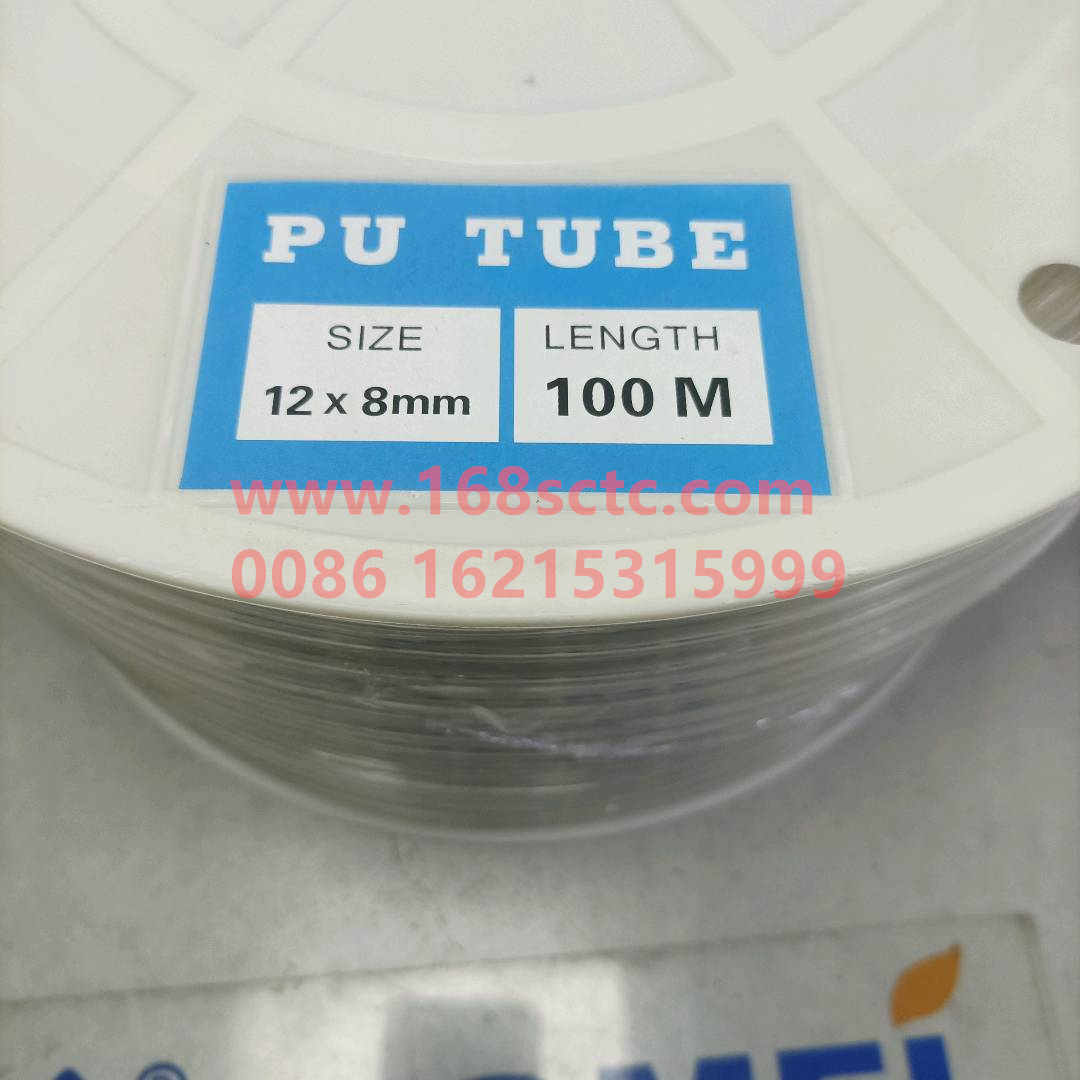 PU TUBE
SIZE
12 x 8mm
LENGTH
100 M
www.168sctc.com
0086 16215315999
®